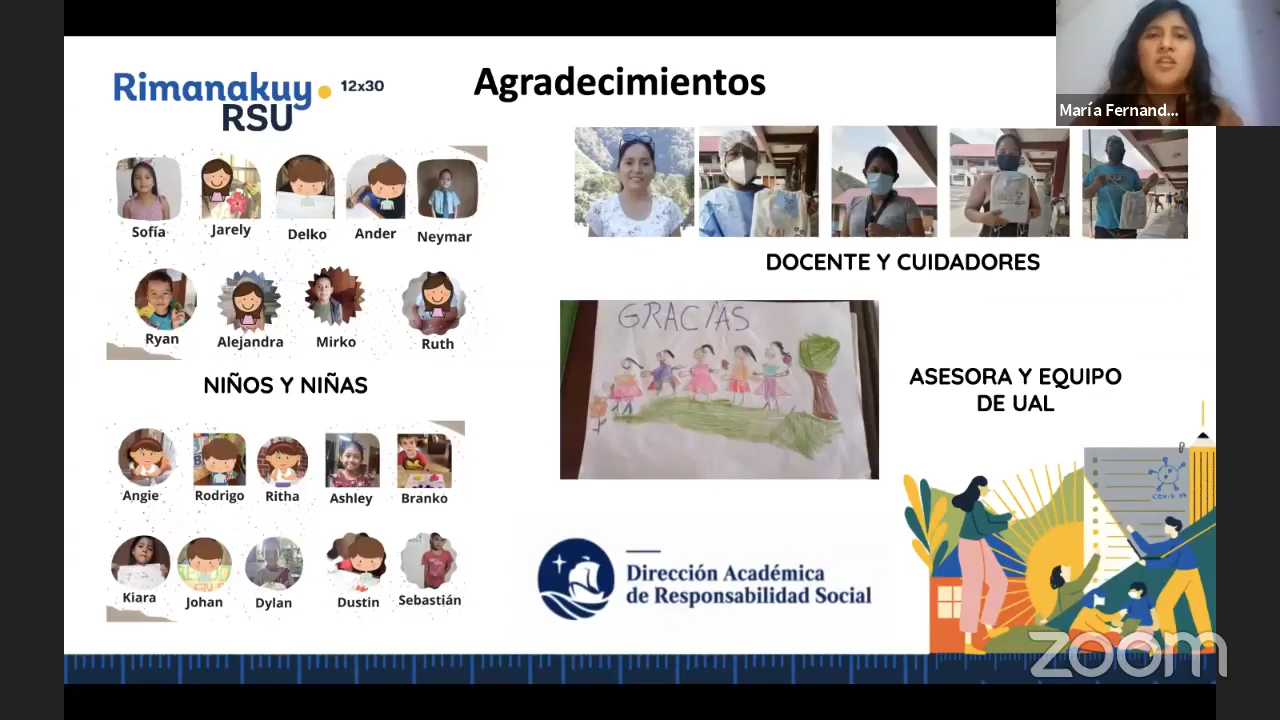 Rimanakuy
RSU
12x30
Agradecimientos
María Fernand...
Sofía
Jarely
Delko
Ander
Neymar
Ryan
Alejandra
Mirko
Ruth
NIÑOS Y NIÑAS
Angie
Rodrigo
Ritha
Ashley
Branko
Kiara
Johan
Dylan
Dustin
Sebastián
DOCENTE Y CUIDADORES
GRACIAS
ASESORA Y EQUIPO
DE UAL
Dirección Académica
de Responsabilidad Social
zoom